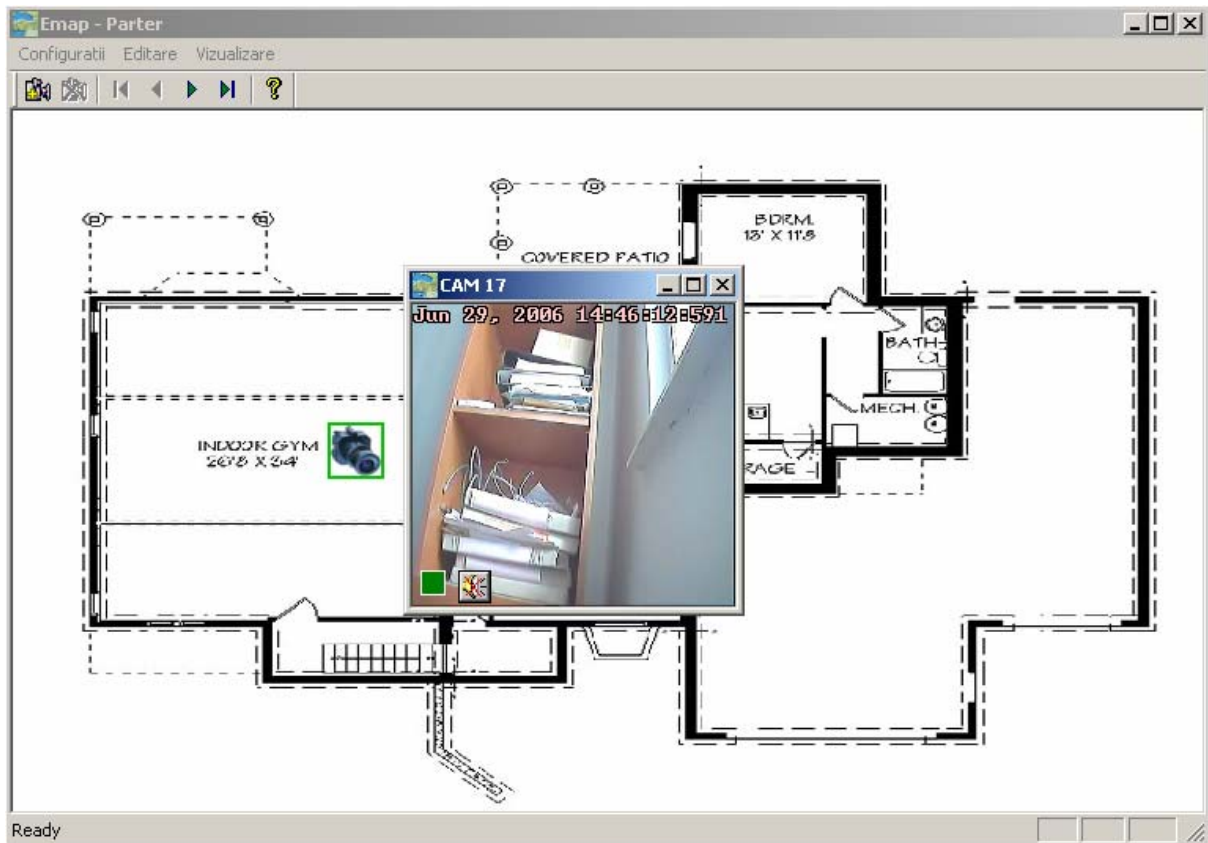 Emap - Parter
Configuratii Editare Vizualizare
BDRM.
13' X 11'8
COVERED PATIO
CAM 17
Jun 29, 2006 14:46:12:591
BATH
MECH.
INDOOR GYM
26'8 X 34'
RAGE
Ready